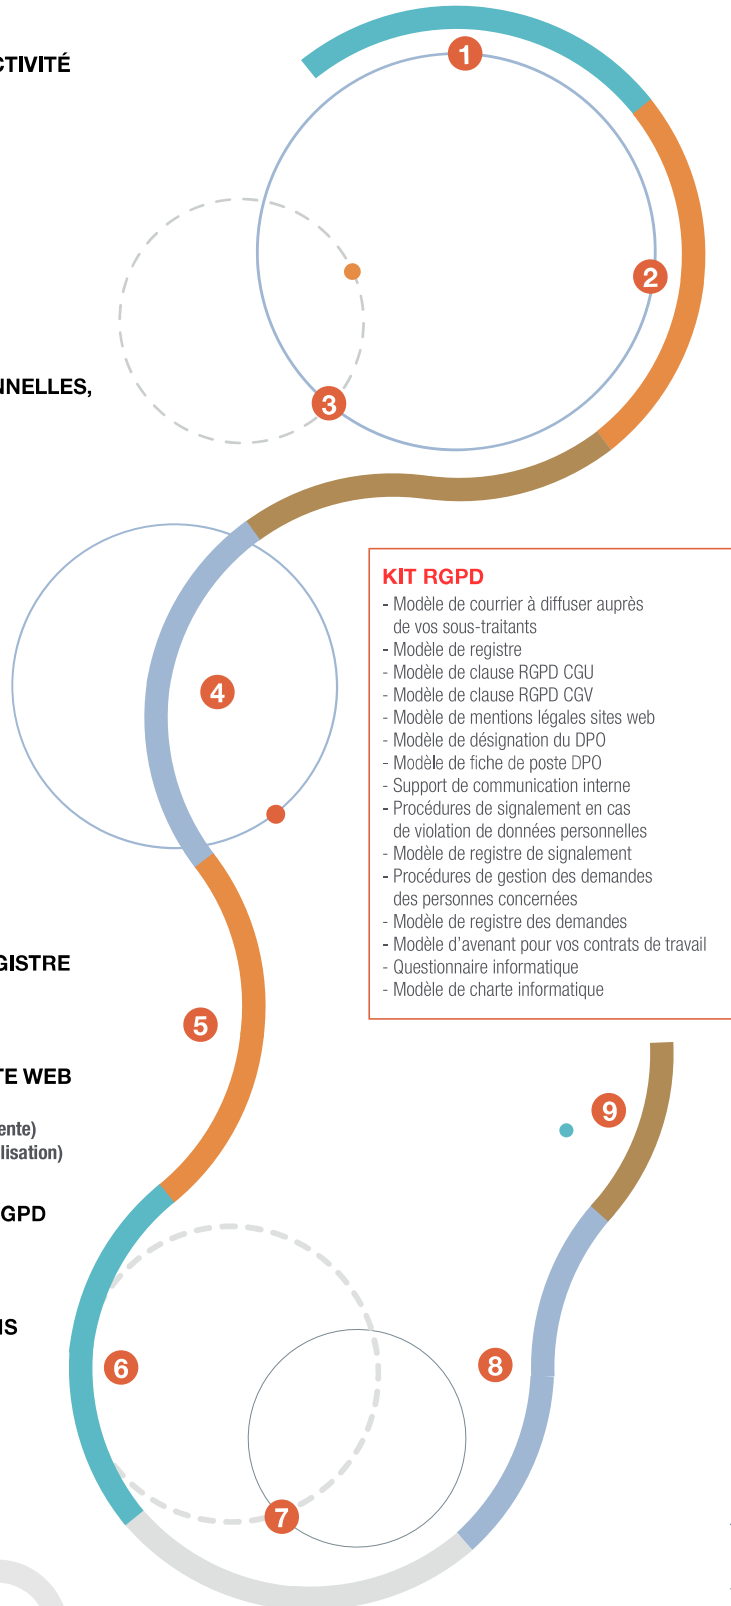 CTIVITÉ
1
2
NNELLES,
3
KIT RGPD
- Modèle de courrier à diffuser auprès
de vos sous-traitants
- Modèle de registre
- Modèle de clause RGPD CGU
- Modèle de clause RGPD CGV
- Modèle de mentions légales sites web
- Modèle de désignation du DPO
- Modèle de fiche de poste DPO
- Support de communication interne
- Procédures de signalement en cas
de violation de données personnelles
- Modèle de registre de signalement
- Procédures de gestion des demandes
des personnes concernées
- Modèle de registre des demandes
- Modèle d'avenant pour vos contrats de travail
- Questionnaire informatique
- Modèle de charte informatique
4
GISTRE
5
TE WEB
ente)
lisation)
9
GPD
NS
6
8
7